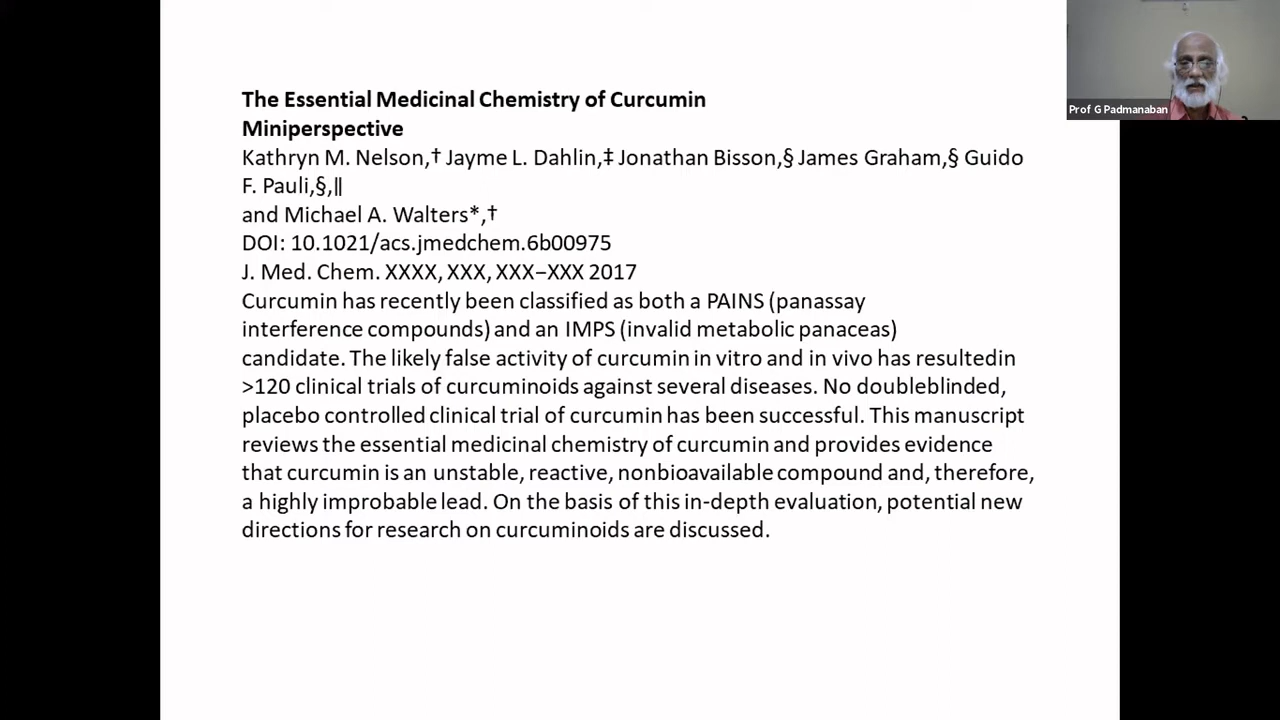 The Essential Medicinal Chemistry of Curcumin
Miniperspective
Kathryn M. Nelson,† Jayme L. Dahlin,‡ Jonathan Bisson,§ James Graham,§ Guido
F. Pauli,§,∥
and Michael A. Walters*,†
DOI: 10.1021/acs.jmedchem.6b00975
J. Med. Chem. XXXX, XXX, XXX−XXX 2017
Curcumin has recently been classified as both a PAINS (panassay
interference compounds) and an IMPS (invalid metabolic panaceas)
candidate. The likely false activity of curcumin in vitro and in vivo has resultedin
>120 clinical trials of curcuminoids against several diseases. No doubleblinded,
placebo controlled clinical trial of curcumin has been successful. This manuscript
reviews the essential medicinal chemistry of curcumin and provides evidence
that curcumin is an unstable, reactive, nonbioavailable compound and, therefore,
a highly improbable lead. On the basis of this in-depth evaluation, potential new
directions for research on curcuminoids are discussed.
Prof G Padmanaban